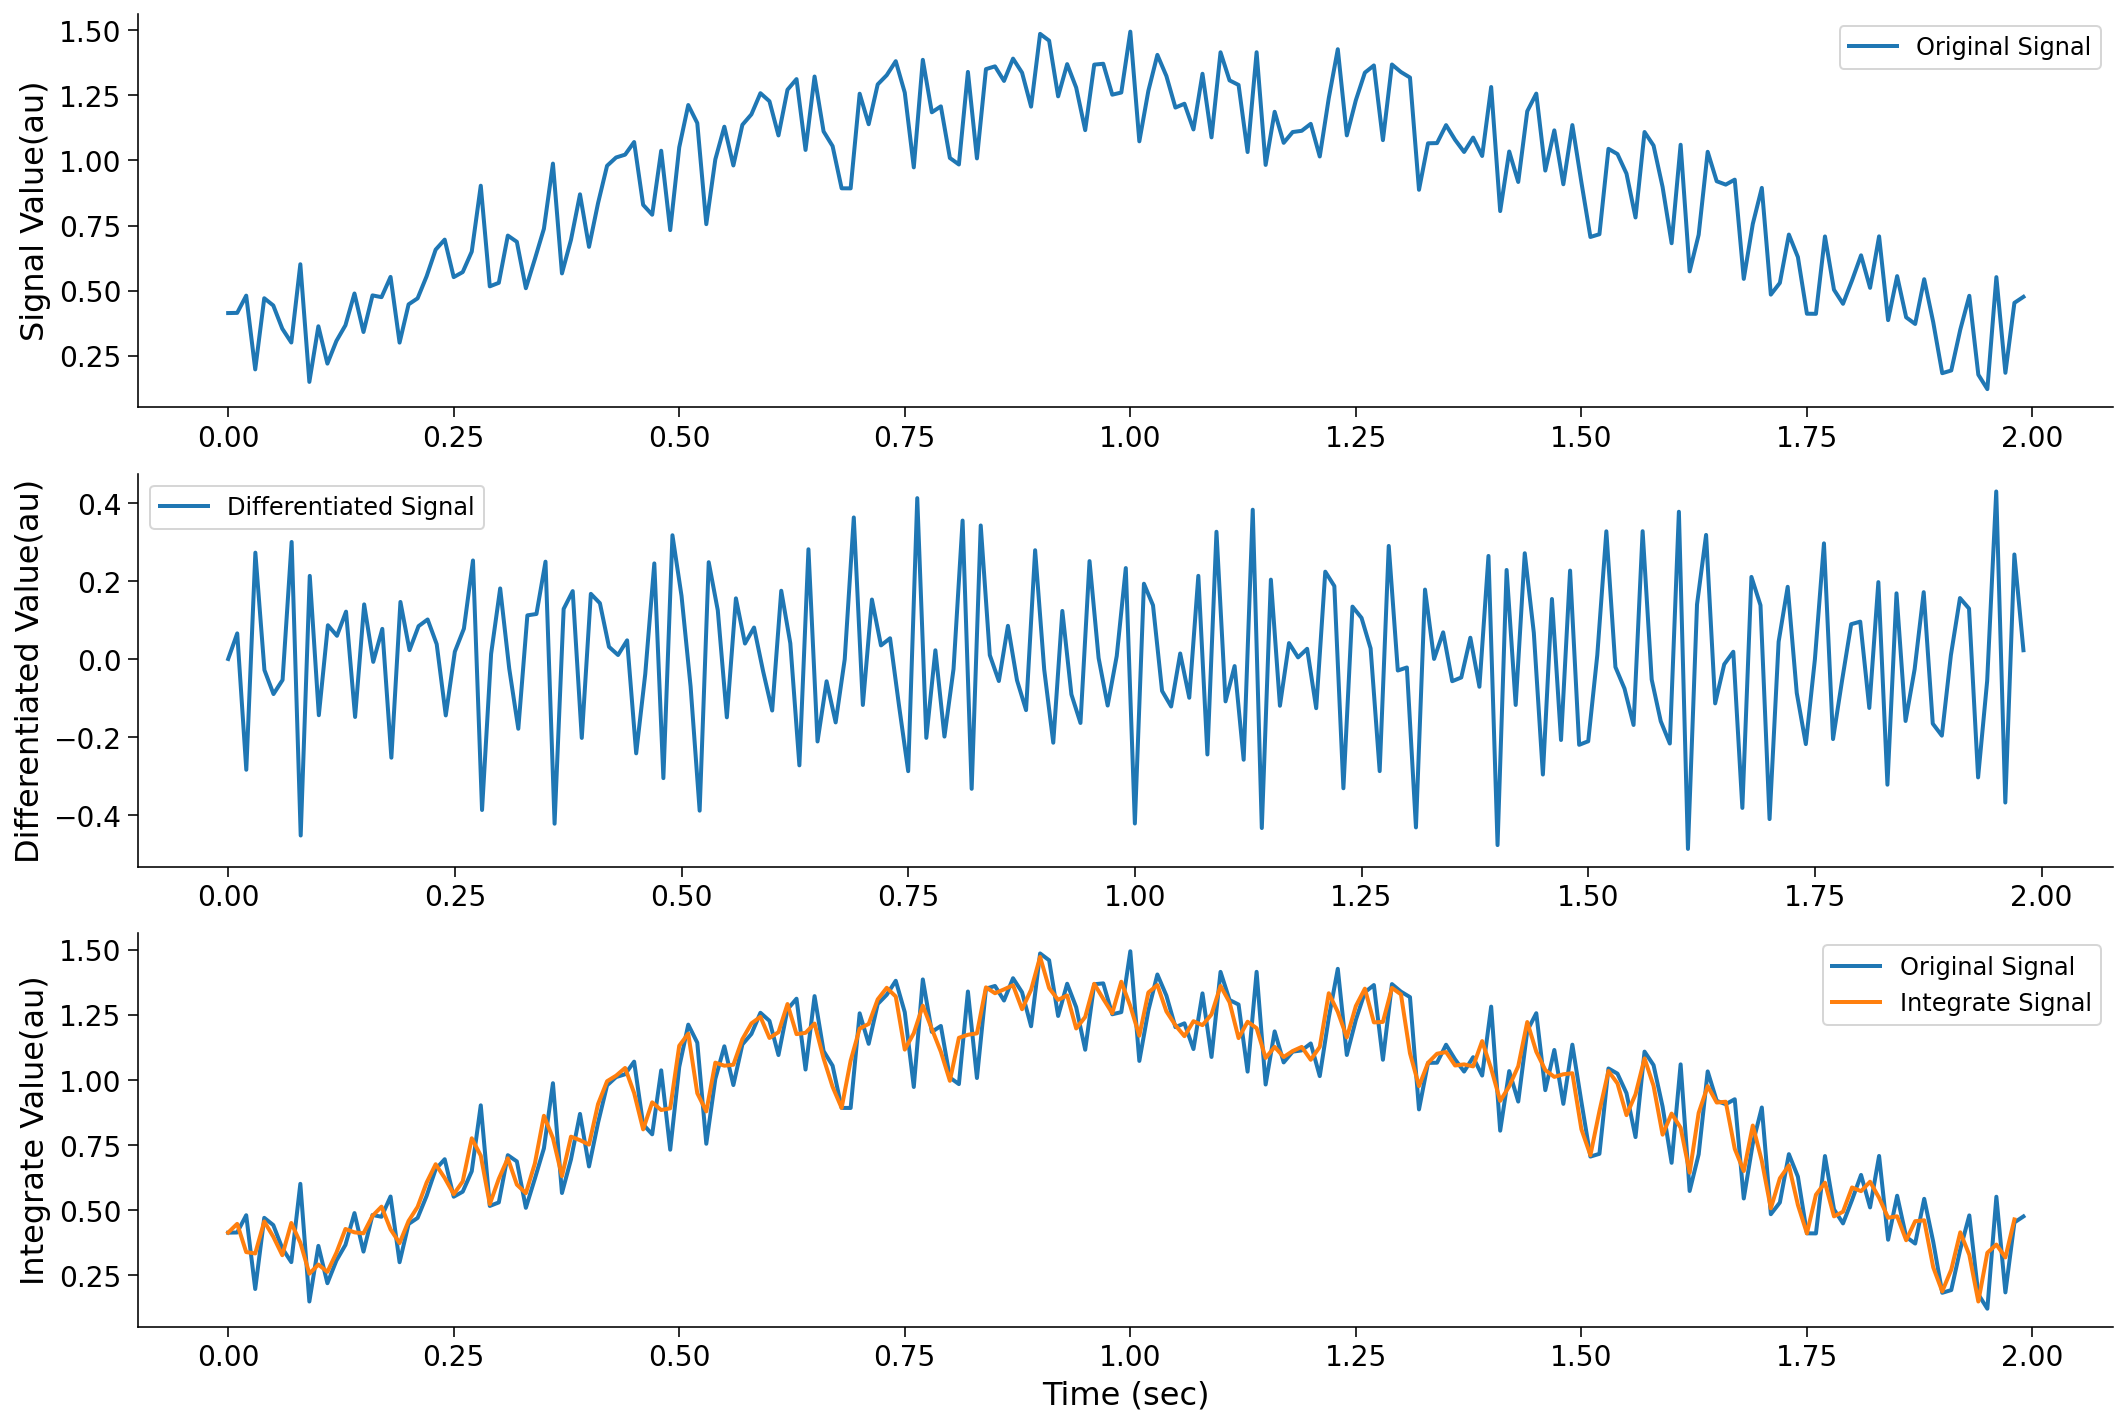 1.50
1.25
1.00
0.75
0.50
0.25
Signal Value(au)
Original Signal
0.00 0.25 0.50 0.75 1.00 1.25 1.50 1.75 2.00
0.4
0.2
0.0
−0.2
−0.4
Differentiated Value(au)
Differentiated Signal
0.00 0.25 0.50 0.75 1.00 1.25 1.50 1.75 2.00
1.50
1.25
1.00
0.75
0.50
0.25
Integrate Value(au)
Original Signal
Integrate Signal
0.00 0.25 0.50 0.75 1.00 1.25 1.50 1.75 2.00
Time (sec)